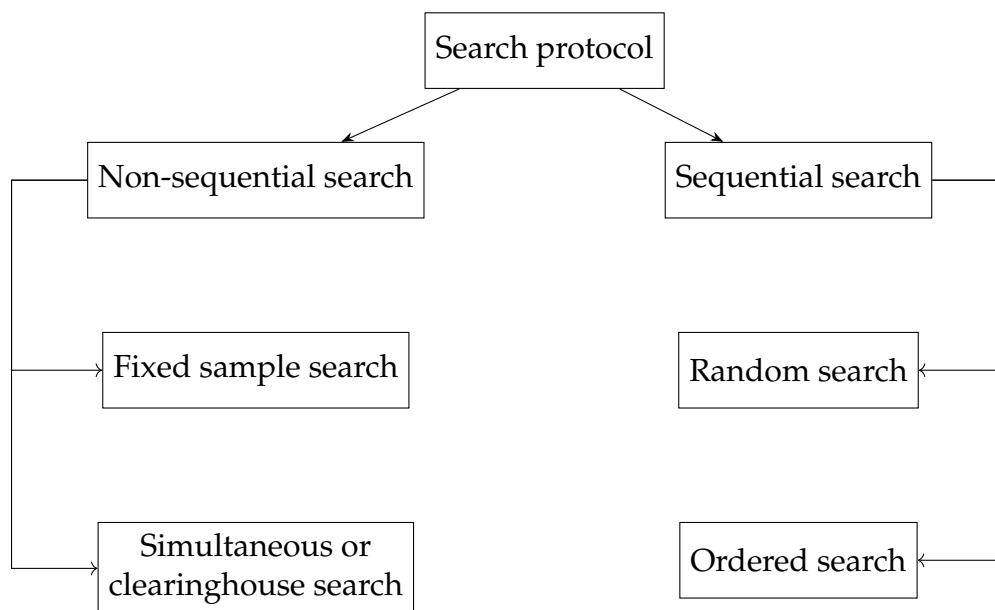 Search protocol
Non-sequential search
Sequential search
Fixed sample search
Random search
Simultaneous or
clearinghouse search
Ordered search